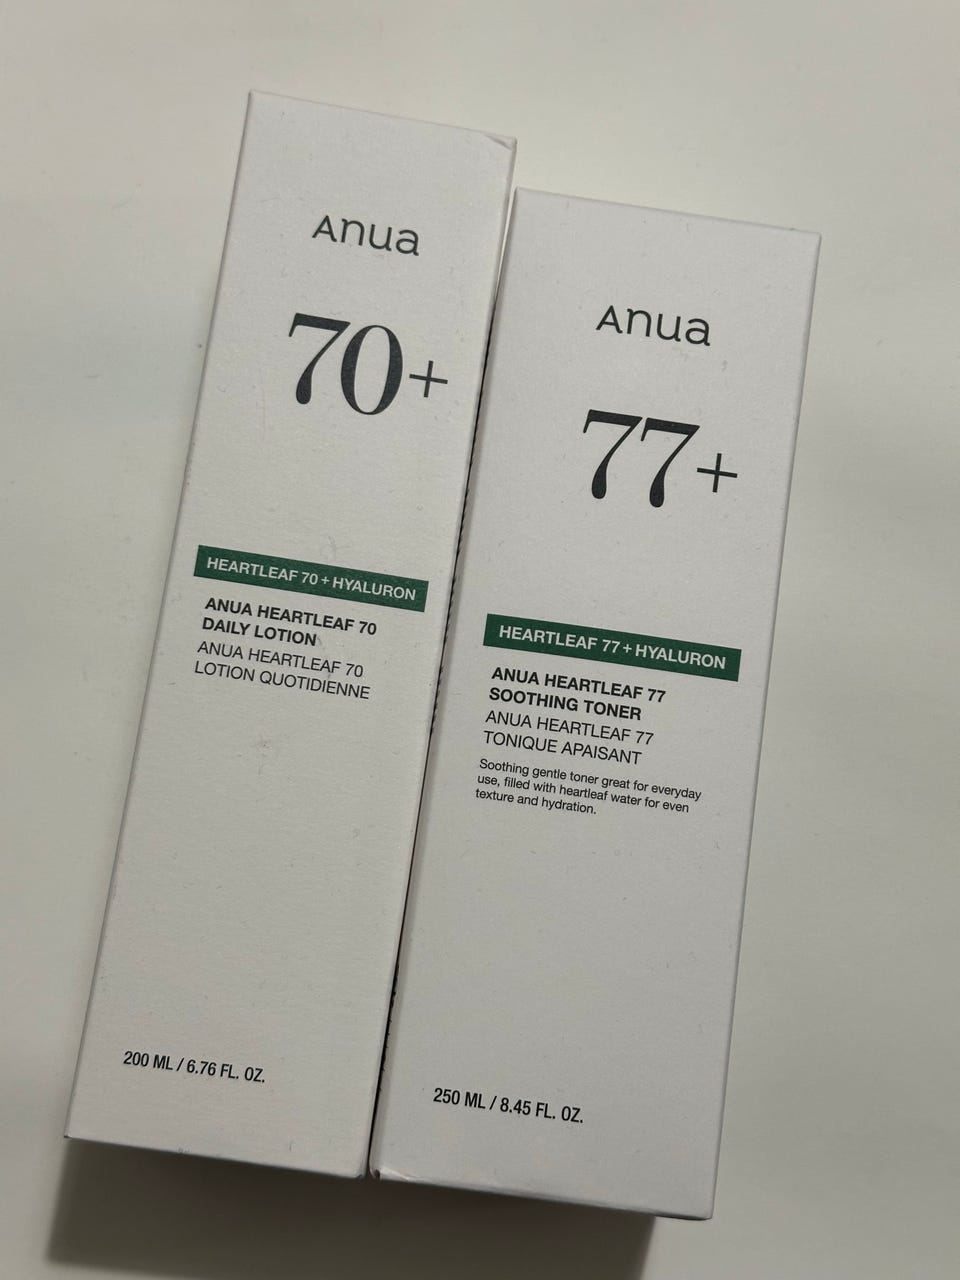 Anua
70+
HEARTLEAF 70+HYALURON
ANUA HEARTLEAF 70
DAILY LOTION
ANUA HEARTLEAF 70
LOTION QUOTIDIENNE
200 ML / 6.76 FL. OZ.
Anua
77+
HEARTLEAF 77+HYALURON
ANUA HEARTLEAF 77
SOOTHING TONER
ANUA HEARTLEAF 77
TONIQUE APAISANT
Soothing gentle toner great for everyday
use, filled with heartleaf water for even
texture and hydration.
250 ML / 8.45 FL. OZ.